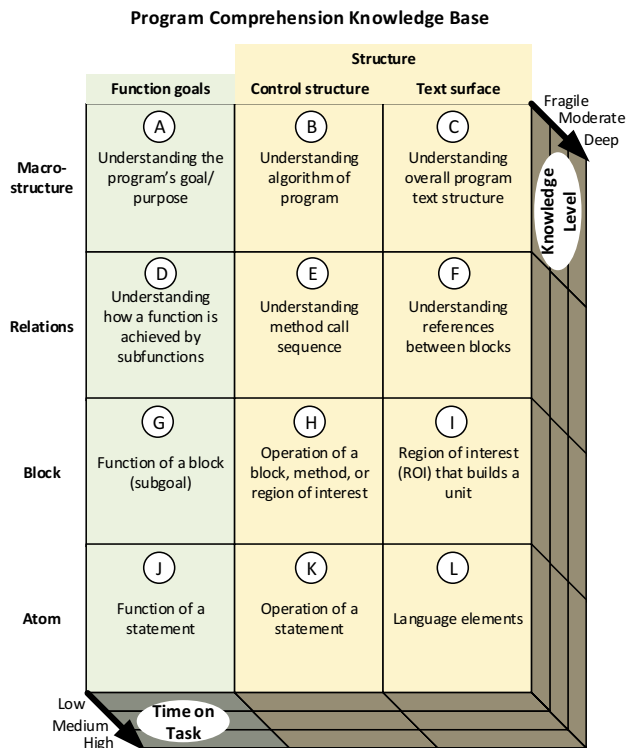 Program Comprehension Knowledge Base
Structure
Function goals
Control structure
Text surface
Fragile
Moderate
Deep
Knowledge
Level
Macro-
structure
A
Understanding the
program's goal/
purpose
B
Understanding
algorithm of
program
C
Understanding
overall program
text structure
Relations
D
Understanding
how a function is
achieved by
subfunctions
E
Understanding
method call
sequence
F
Understanding
references
between blocks
Block
G
Function of a block
(subgoal)
H
Operation of a
block, method, or
region of interest
I
Region of interest
(ROI) that builds a
unit
Atom
J
Function of a
statement
K
Operation of a
statement
L
Language elements
Low
Medium
High
Time on
Task